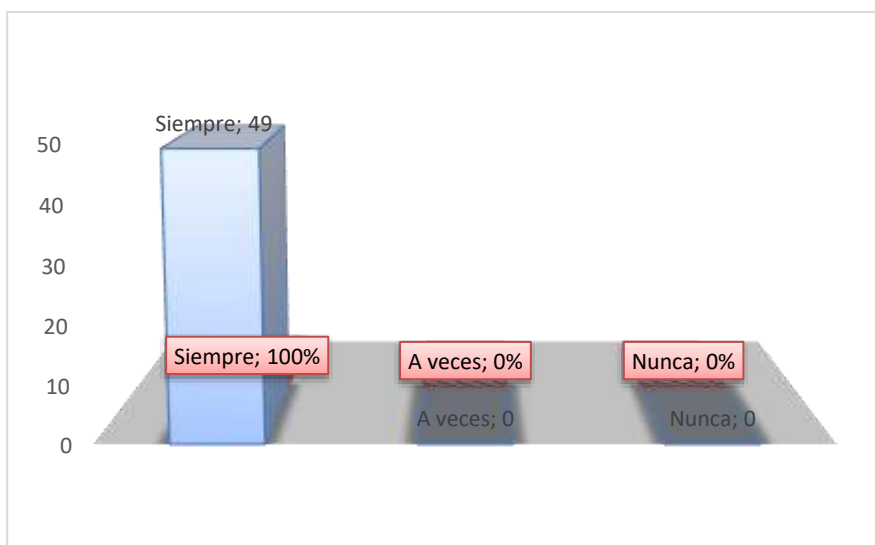 Siempre; 49
50
40
30
20
10
0
Siempre; 100%
A veces; 0%
Nunca; 0%
A veces; 0
Nunca; 0